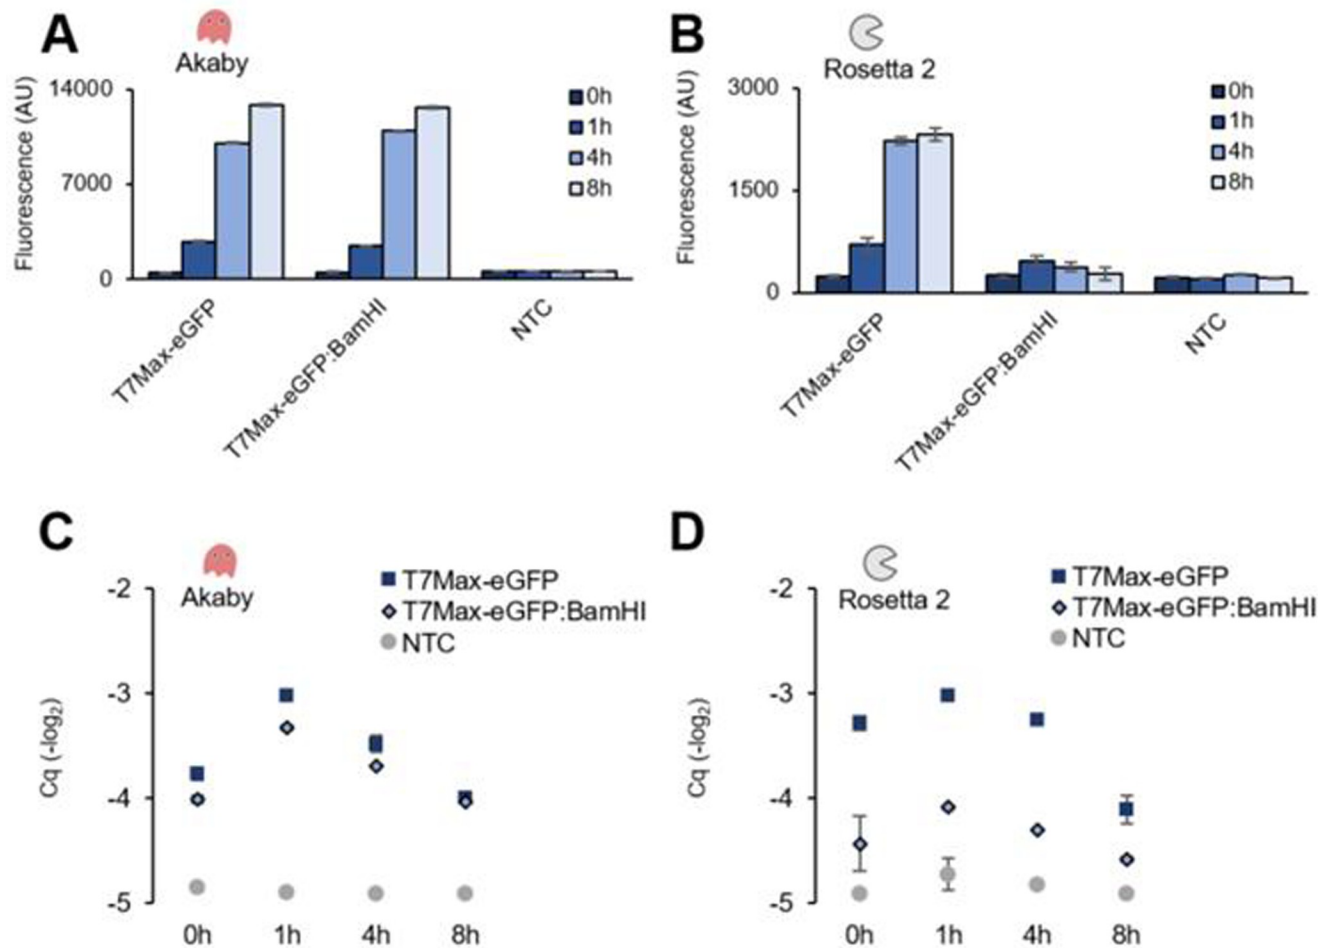 A
Akaby
Fluorescence (AU)
14000
7000
0
0h
1h
4h
8h
T7Max-eGFP
T7Max-eGFP:BamHI
NTC
B
Rosetta 2
Fluorescence (AU)
3000
1500
0
0h
1h
4h
8h
T7Max-eGFP
T7Max-eGFP:BamHI
NTC
C
Akaby
T7Max-eGFP
T7Max-eGFP:BamHI
NTC
Cq (-log2)
-2
-3
-4
-5
0h 1h 4h 8h
D
Rosetta 2
T7Max-eGFP
T7Max-eGFP:BamHI
NTC
Cq (-log2)
-2
-3
-4
-5
0h 1h 4h 8h